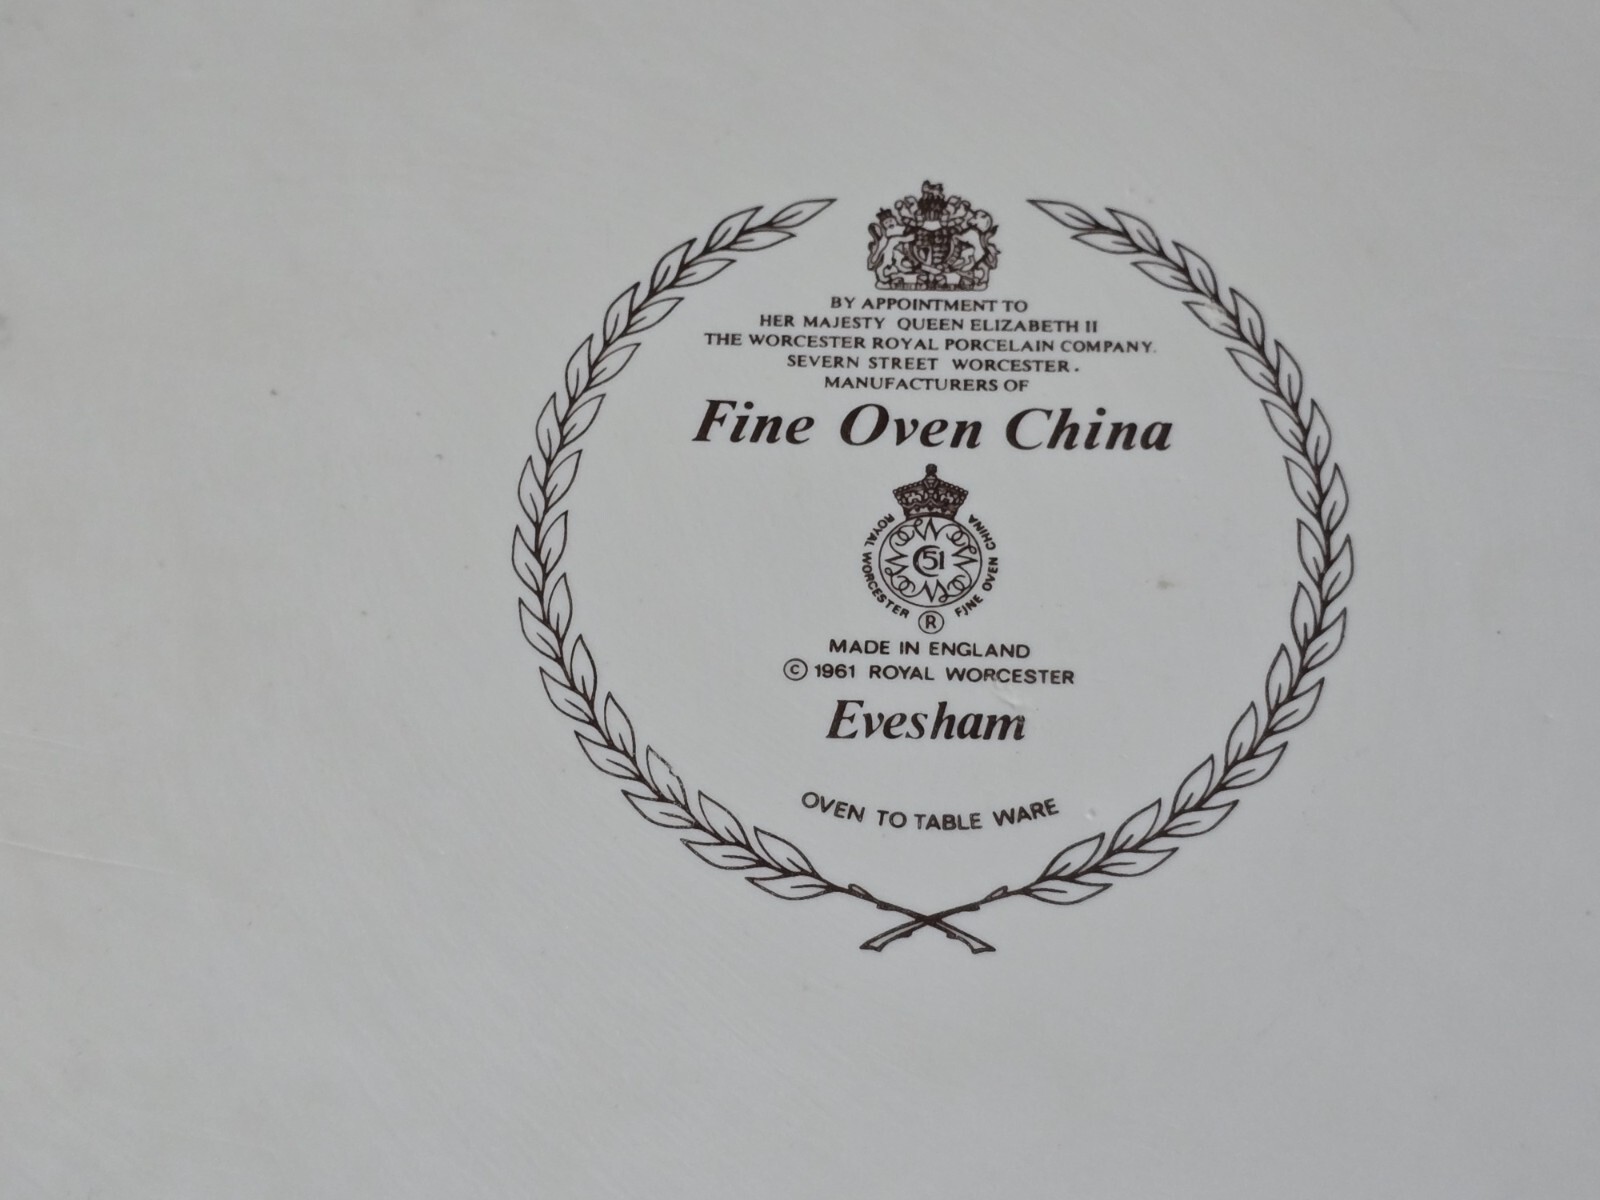 BY APPOINTMENT TO
HER MAJESTY QUEEN ELIZABETH II
THE WORCESTER ROYAL PORCELAIN COMPANY.
SEVERN STREET WORCESTER.
MANUFACTURERS OF
Fine Oven China
ROYAL WORCESTER FINE OVEN CHINA
51
®
MADE IN ENGLAND
© 1961 ROYAL WORCESTER
Evesham
OVEN TO TABLE WARE